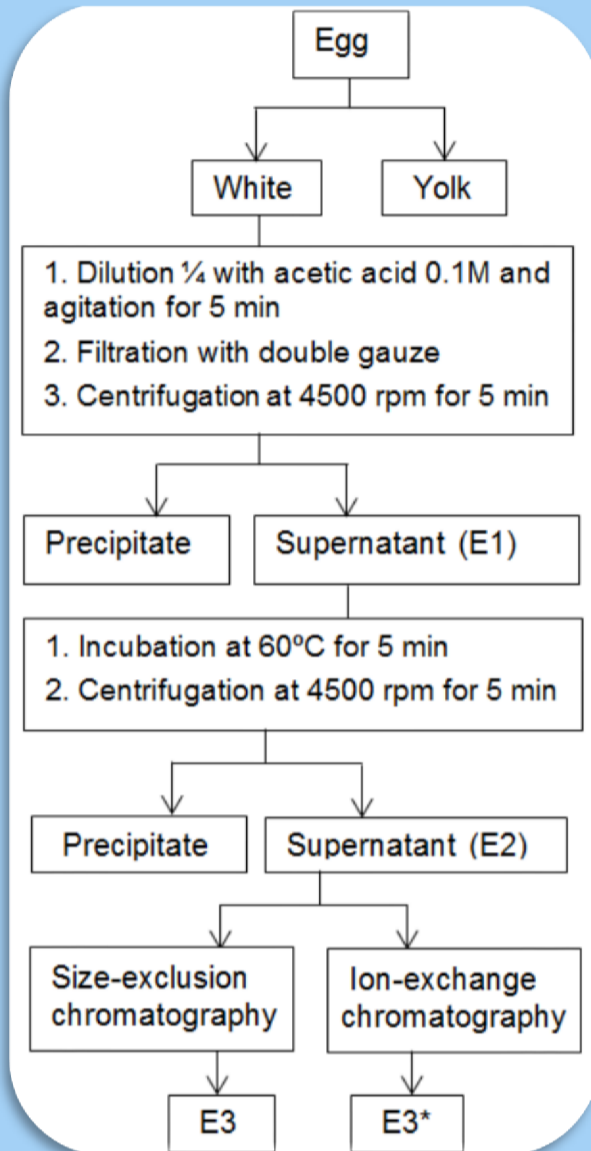 Egg
White
Yolk
1. Dilution ¼ with acetic acid 0.1M and
agitation for 5 min
2. Filtration with double gauze
3. Centrifugation at 4500 rpm for 5 min
Precipitate
Supernatant (E1)
1. Incubation at 60ºC for 5 min
2. Centrifugation at 4500 rpm for 5 min
Precipitate
Supernatant (E2)
Size-exclusion
chromatography
Ion-exchange
chromatography
E3
E3*